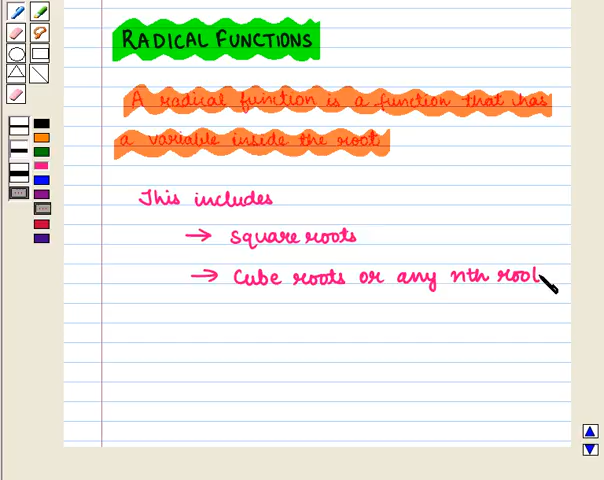 RADICAL FUNCTIONS
A radical function is a function that has
a variable inside the root
This includes
→ Square roots
→ Cube roots or any nth root